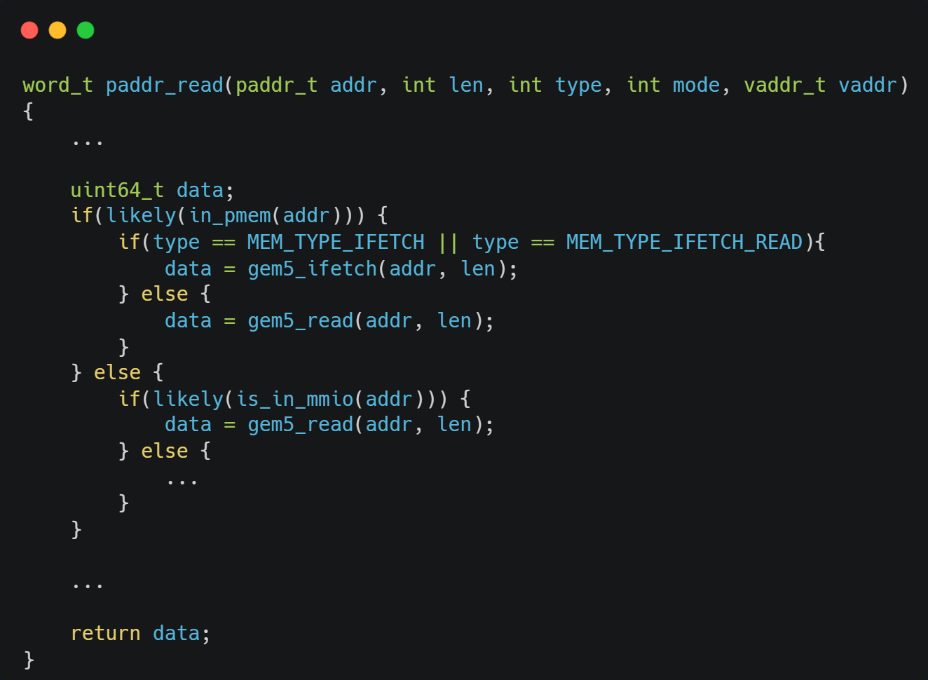 word_t paddr_read(paddr_t addr, int len, int type, int mode, vaddr_t vaddr)
{
    ...

    uint64_t data;
    if(likely(in_pmem(addr))) {
        if(type == MEM_TYPE_IFETCH || type == MEM_TYPE_IFETCH_READ){
            data = gem5_ifetch(addr, len);
        } else {
            data = gem5_read(addr, len);
        }
    } else {
        if(likely(is_in_mmio(addr))) {
            data = gem5_read(addr, len);
        } else {
            ...
        }
    }

    ...

    return data;
}